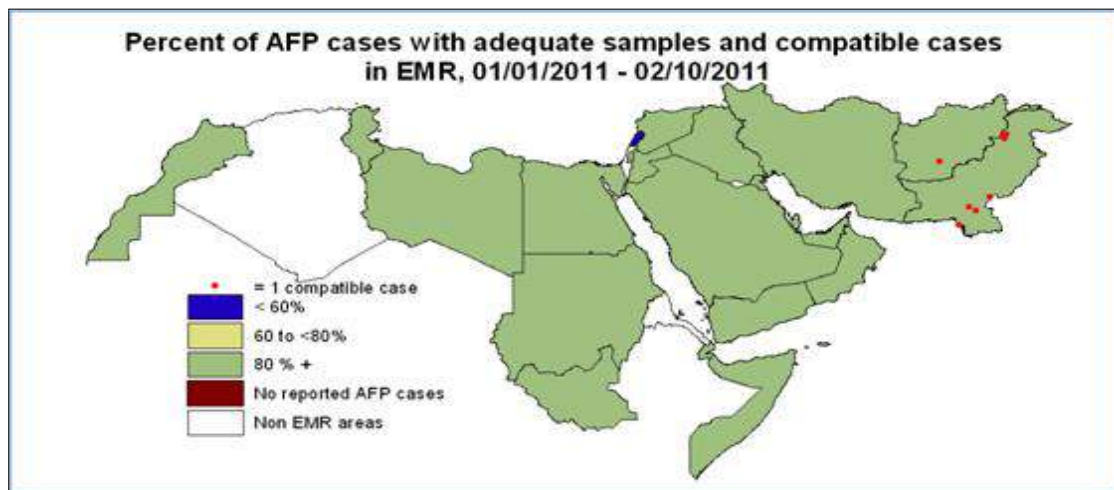 Percent of AFP cases with adequate samples and compatible cases
in EMR, 01/01/2011 - 02/10/2011
= 1 compatible case
< 60%
60 to <80%
80 % +
No reported AFP cases
Non EMR areas